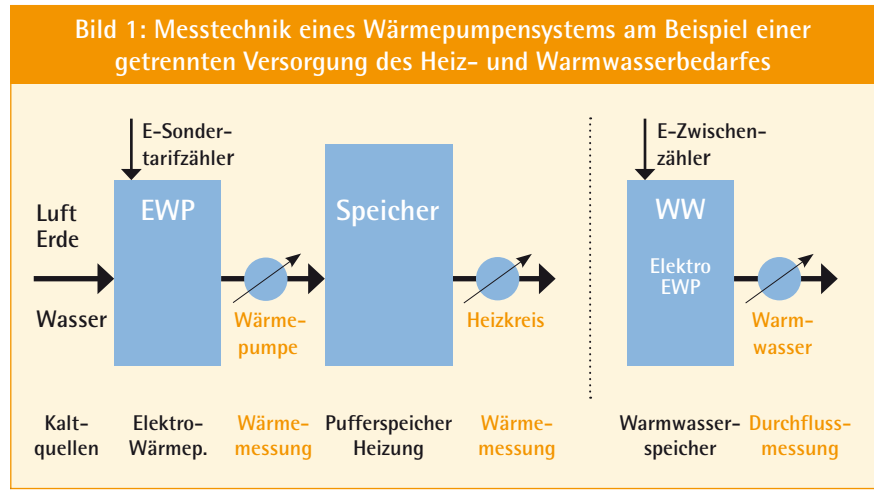 Bild 1: Messtechnik eines Wärmepumpensystems am Beispiel einer
getrennten Versorgung des Heiz- und Warmwasserbedarfes
E-Sonder-
tarifzähler
E-Zwischen-
zähler
Luft
Erde
Wasser
EWP
Speicher
WW
Elektro
EWP
Wärme-
pumpe
Heizkreis
Warm-
wasser
Kalt-
quellen
Elektro-
Wärmep.
Wärme-
messung
Pufferspeicher
Heizung
Wärme-
messung
Warmwasser-
speicher
Durchfluss-
messung